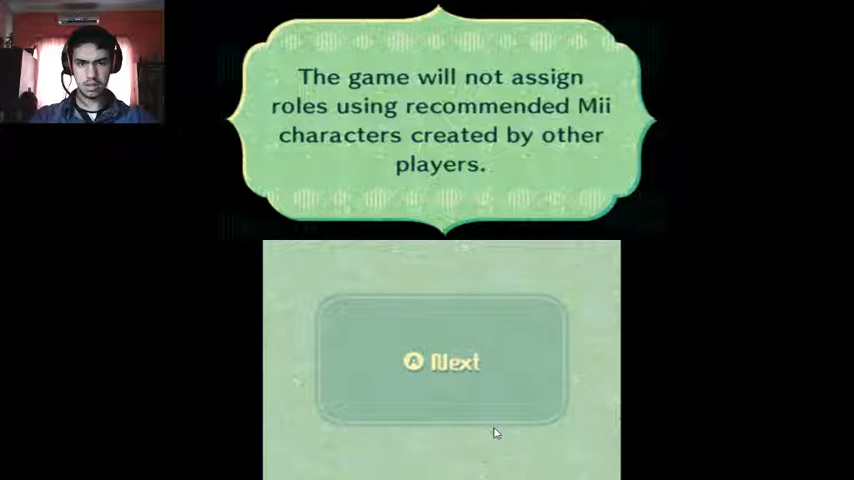 The game will not assign
roles using recommended Mii
characters created by other
players.
A Next